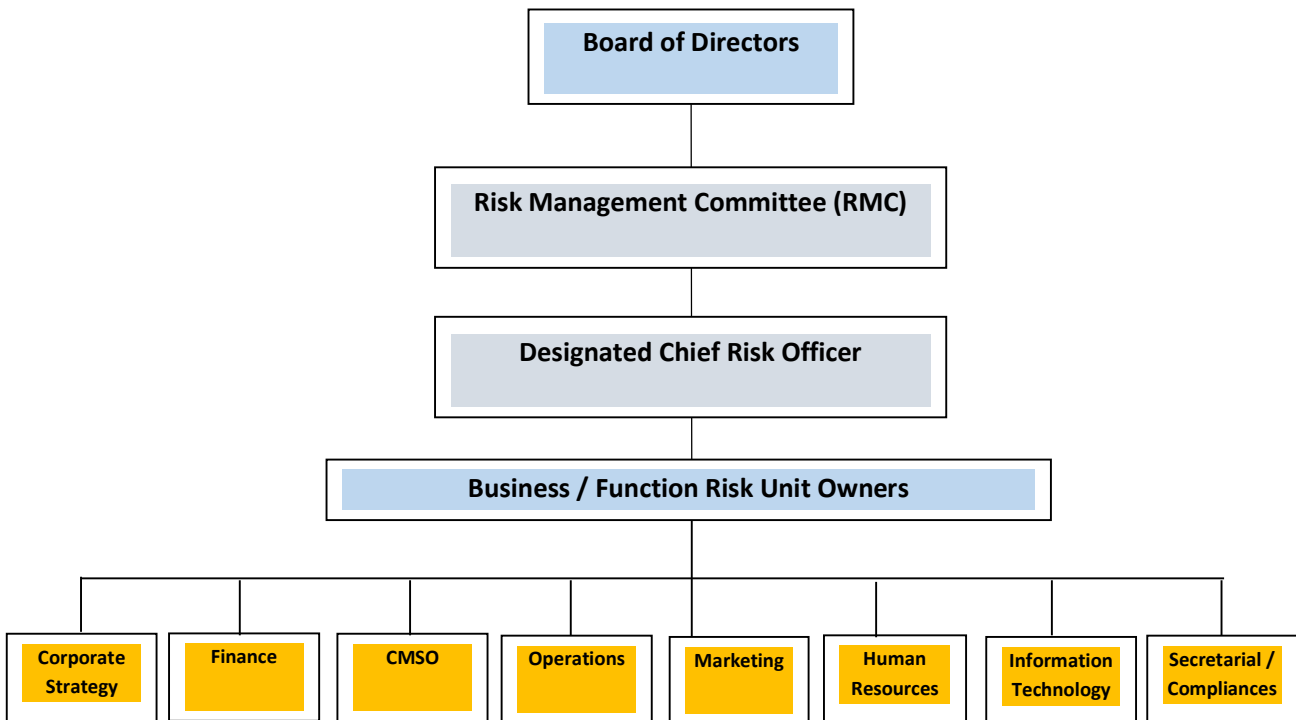 Board of Directors
Risk Management Committee (RMC)
Designated Chief Risk Officer
Business / Function Risk Unit Owners
Corporate
Strategy
Finance
CMSO
Operations
Marketing
Human
Resources
Information
Technology
Secretarial /
Compliances